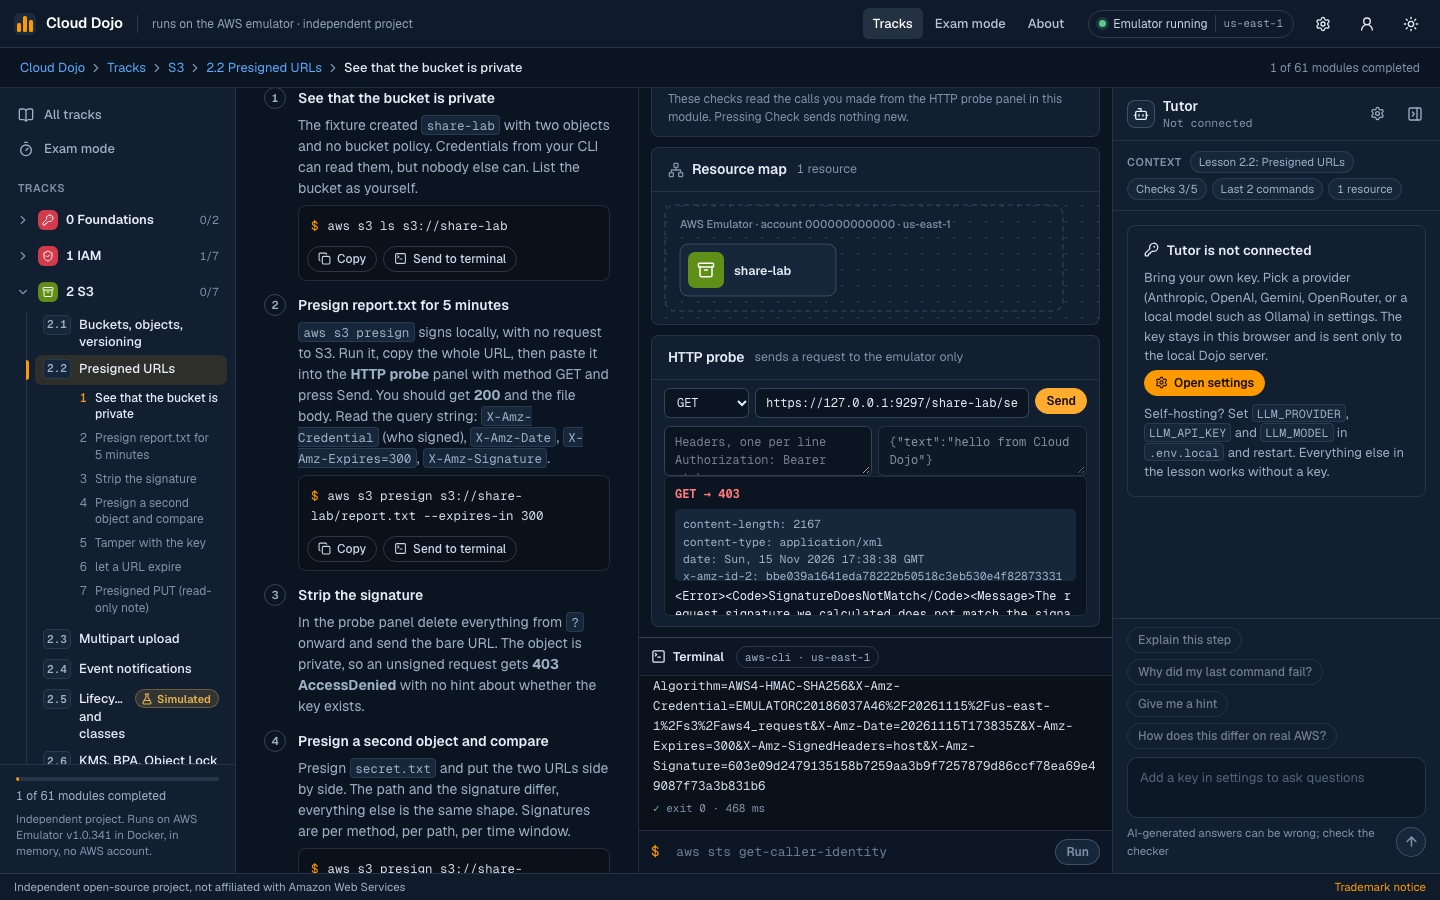 Cloud Dojo
runs on the AWS emulator · independent project
Tracks
Exam mode
About
Emulator running
us-east-1
Cloud Dojo > Tracks > S3 > 2.2 Presigned URLs > See that the bucket is private
1 of 61 modules completed
All tracks
Exam mode
TRACKS
0 Foundations 0/2
1 IAM 1/7
2 S3 0/7
2.1 Buckets, objects,
versioning
2.2 Presigned URLs
1 See that the bucket is
private
2 Presign report.txt for
5 minutes
3 Strip the signature
4 Presign a second
object and compare
5 Tamper with the key
6 let a URL expire
7 Presigned PUT (read-
only note)
2.3 Multipart upload
2.4 Event notifications
2.5 Lifecy... Simulated
and
classes
2.6 KMS, BPA, Object Lock
1 of 61 modules completed
Independent project. Runs on AWS
Emulator v1.0.341 in Docker, in
memory, no AWS account.
1 See that the bucket is private
The fixture created share-lab with two objects
and no bucket policy. Credentials from your CLI
can read them, but nobody else can. List the
bucket as yourself.
$ aws s3 ls s3://share-lab
Copy
Send to terminal
2 Presign report.txt for 5 minutes
aws s3 presign signs locally, with no request
to S3. Run it, copy the whole URL, then paste it
into the HTTP probe panel with method GET and
press Send. You should get 200 and the file
body. Read the query string: X-Amz-
Credential (who signed), X-Amz-Date, X-
Amz-Expires=300, X-Amz-Signature.
$ aws s3 presign s3://share-
lab/report.txt --expires-in 300
Copy
Send to terminal
3 Strip the signature
In the probe panel delete everything from ?
onward and send the bare URL. The object is
private, so an unsigned request gets 403
AccessDenied with no hint about whether the
key exists.
4 Presign a second object and compare
Presign secret.txt and put the two URLs side
by side. The path and the signature differ,
everything else is the same shape. Signatures
are per method, per path, per time window.
$ aws s3 presign s3://share-
These checks read the calls you made from the HTTP probe panel in this
module. Pressing Check sends nothing new.
Resource map 1 resource
AWS Emulator · account 000000000000 · us-east-1
share-lab
HTTP probe sends a request to the emulator only
GET
https://127.0.0.1:9297/share-lab/se
Send
Headers, one per line
Authorization: Bearer
{"text":"hello from Cloud
Dojo"}
GET → 403
content-length: 2167
content-type: application/xml
date: Sun, 15 Nov 2026 17:38:38 GMT
x-amz-id-2: bbe039a1641eda78222b50518c3eb530e4f82873331
<Error><Code>SignatureDoesNotMatch</Code><Message>The r
equest signature we calculated does not match the signa
Terminal aws-cli · us-east-1
Algorithm=AWS4-HMAC-SHA256&X-Amz-
Credential=EMULATORC20186037A46%2F20261115%2Fus-east-
1%2Fs3%2Faws4_request&X-Amz-Date=20261115T173835Z&X-Amz-
Expires=300&X-Amz-SignedHeaders=host&X-Amz-
Signature=603e09d2479135158b7259aa3b9f7257879d86ccf78ea69e4
9087f73a3b831b6
✓ exit 0 · 468 ms
$ aws sts get-caller-identity
Run
Tutor
Not connected
CONTEXT Lesson 2.2: Presigned URLs
Checks 3/5
Last 2 commands
1 resource
Tutor is not connected
Bring your own key. Pick a provider
(Anthropic, OpenAI, Gemini, OpenRouter, or a
local model such as Ollama) in settings. The
key stays in this browser and is sent only to
the local Dojo server.
Open settings
Self-hosting? Set LLM_PROVIDER,
LLM_API_KEY and LLM_MODEL in
.env.local and restart. Everything else in
the lesson works without a key.
Explain this step
Why did my last command fail?
Give me a hint
How does this differ on real AWS?
Add a key in settings to ask questions
AI-generated answers can be wrong; check the
checker
Independent open-source project, not affiliated with Amazon Web Services
Trademark notice